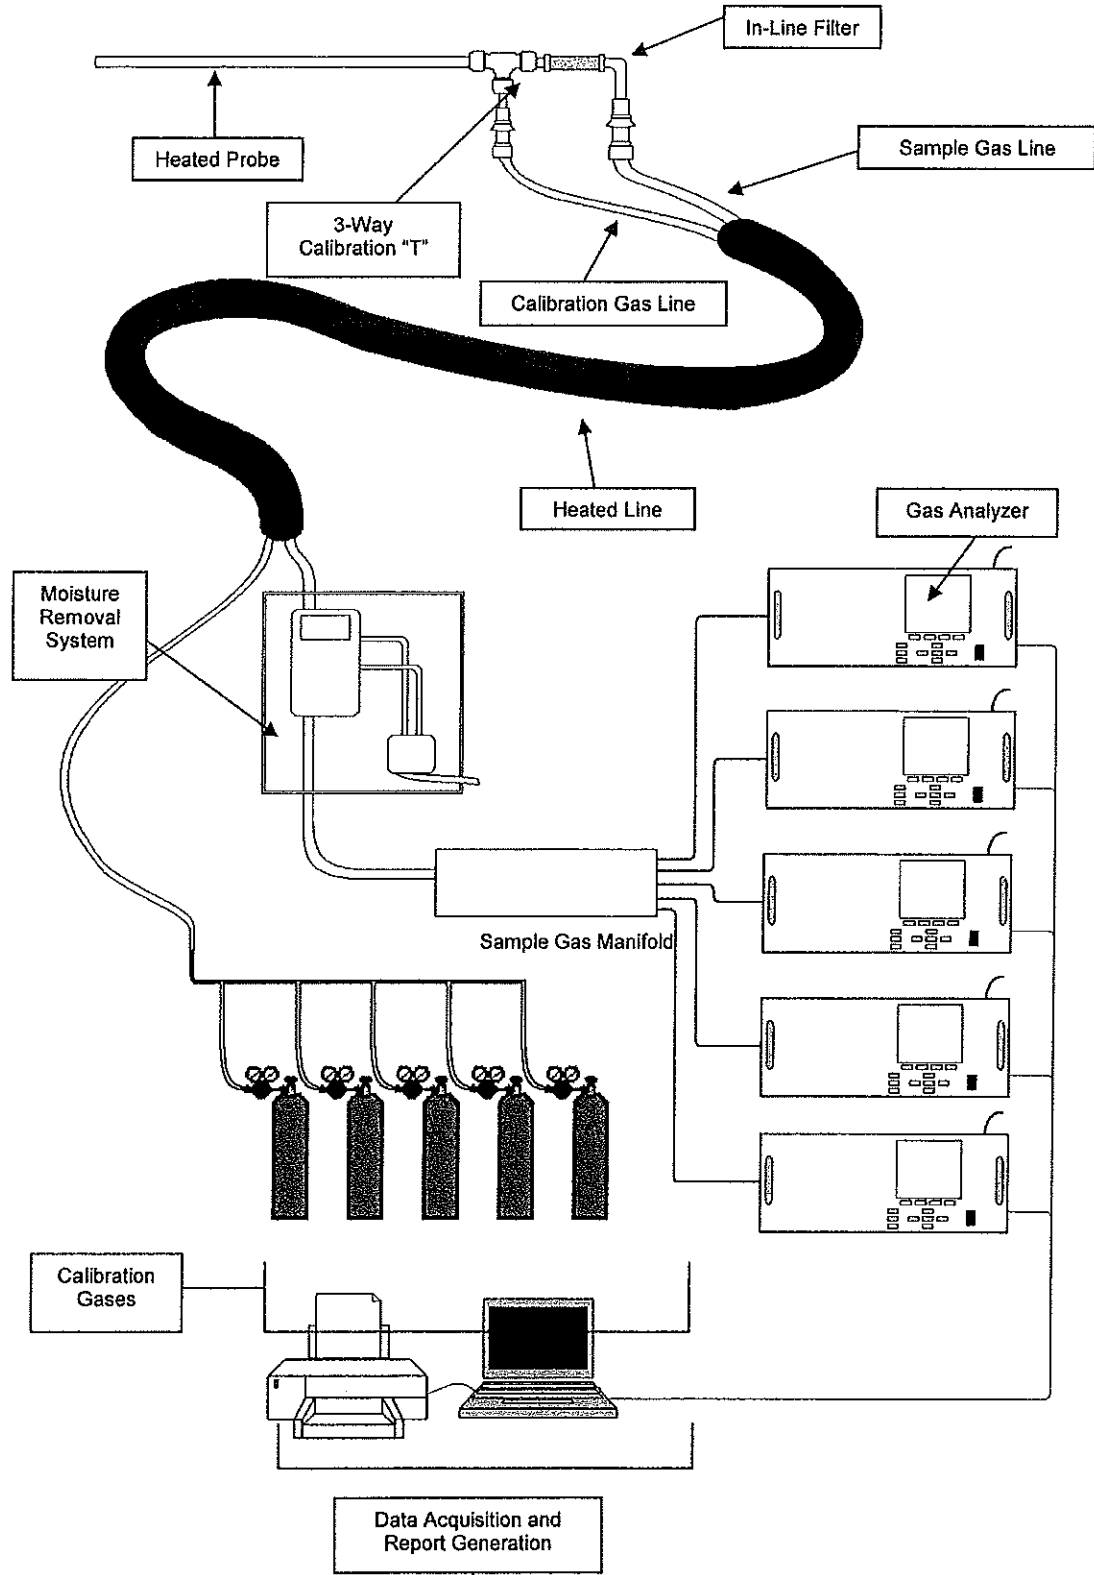 In-Line Filter
Heated Probe
Sample Gas Line
3-Way
Calibration "T"
Calibration Gas Line
Heated Line
Gas Analyzer
Moisture
Removal
System
Sample Gas Manifold
Calibration
Gases
Data Acquisition and
Report Generation